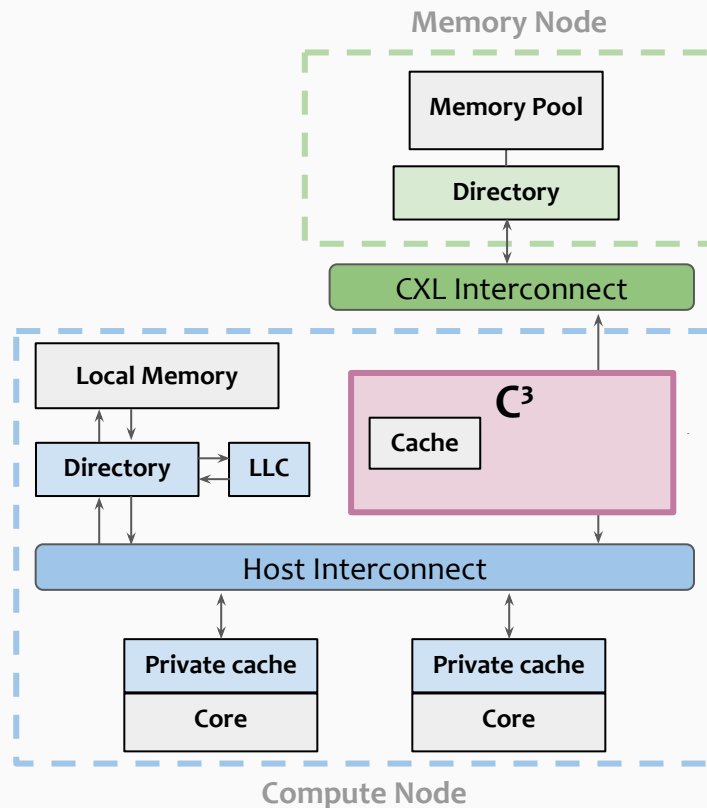 Memory Node
Memory Pool
Directory
CXL Interconnect
Local Memory
C³
Cache
Directory
LLC
Host Interconnect
Private cache
Private cache
Core
Core
Compute Node